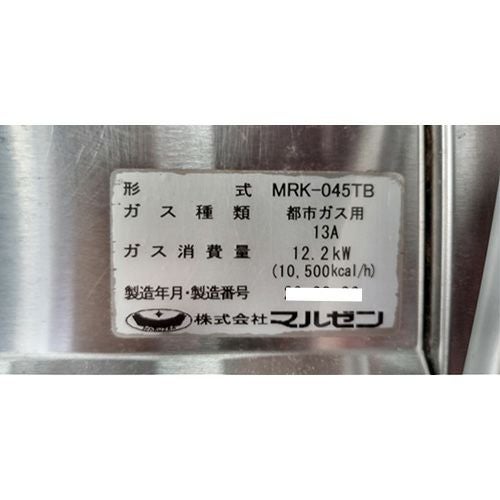 形式 MRK-045TB
ガス種類 都市ガス用
13A
ガス消費量 12.2kW
(10,500kcal/h)
製造年月・製造番号
株式会社マルゼン